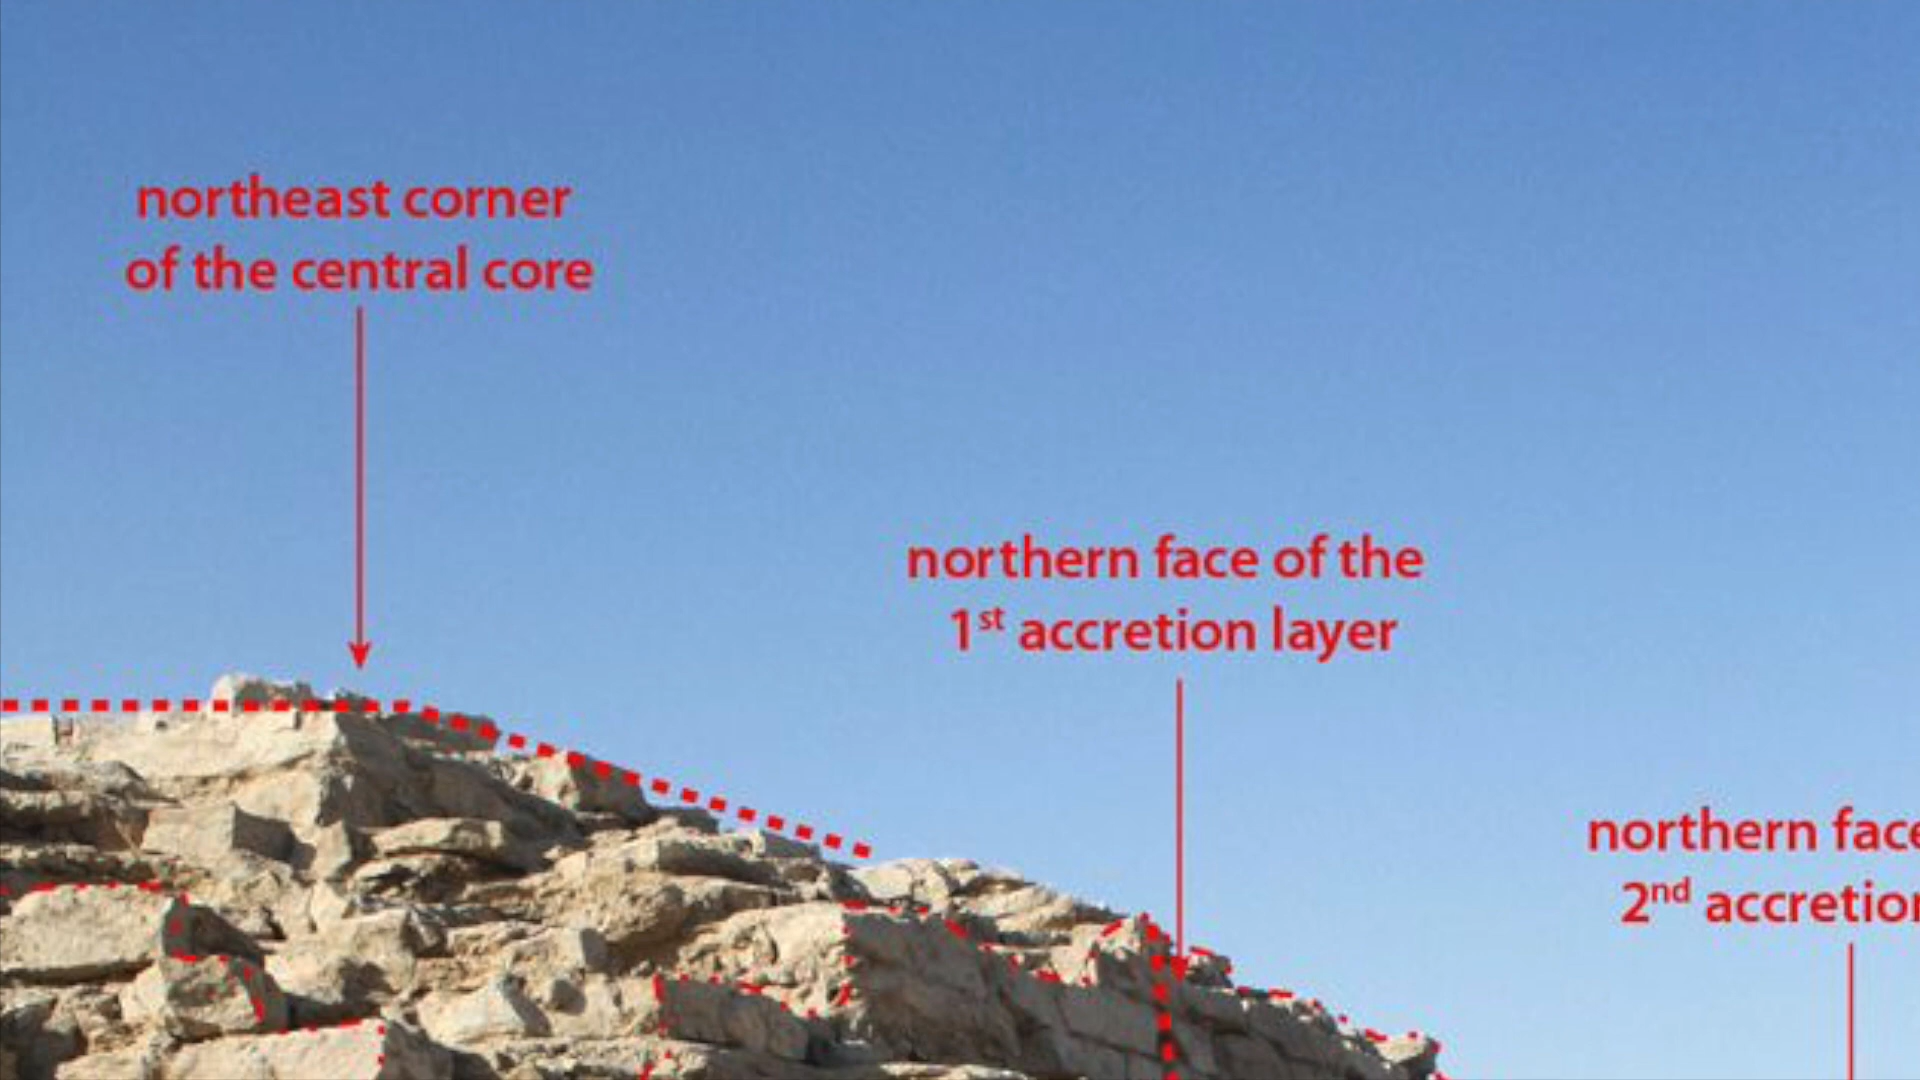 northeast corner
of the central core
northern face of the
1st accretion layer
northern face
2nd accretion